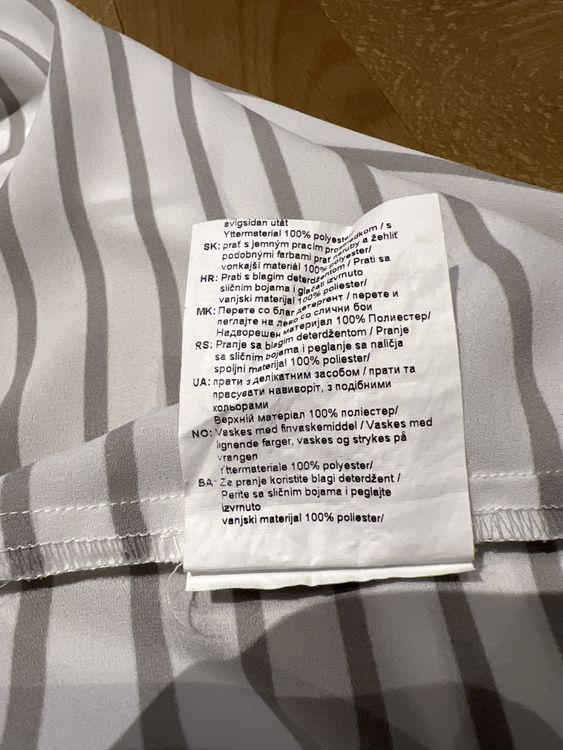 avigsidan utåt
Yttermaterial 100% polyester
SK: prať s jemným pracím prostriedkom / s
podobnými farbami prať naruby a žehliť
vonkajší materiál 100% polyester/
HR: Prati s blagim deterdžentom / Prati sa
sličnim bojama i glačati izvrnuto
vanjski materijal 100% poliester/
MK: Перете со благ детергент / перете и
пеглајте на лево со слични бои
Надворешен материјал 100% Полиестер/
RS: Pranje sa blagim deterdžentom / Pranje
sa sličnim bojama i peglanje sa naličja
spoljni materijal 100% poliester/
UA: прати з делікатним засобом / прати та
прасувати навиворіт, з подібними
кольорами
Верхній матеріал 100% поліестер/
NO: Vaskes med finvaskemiddel / Vaskes med
lignende farger, vaskes og strykes på
vrangen
Yttermateriale 100% polyester/
BA: Za pranje koristite blagi deterdžent /
Perite sa sličnim bojama i peglajte
izvrnuto
vanjski materijal 100% poliester/